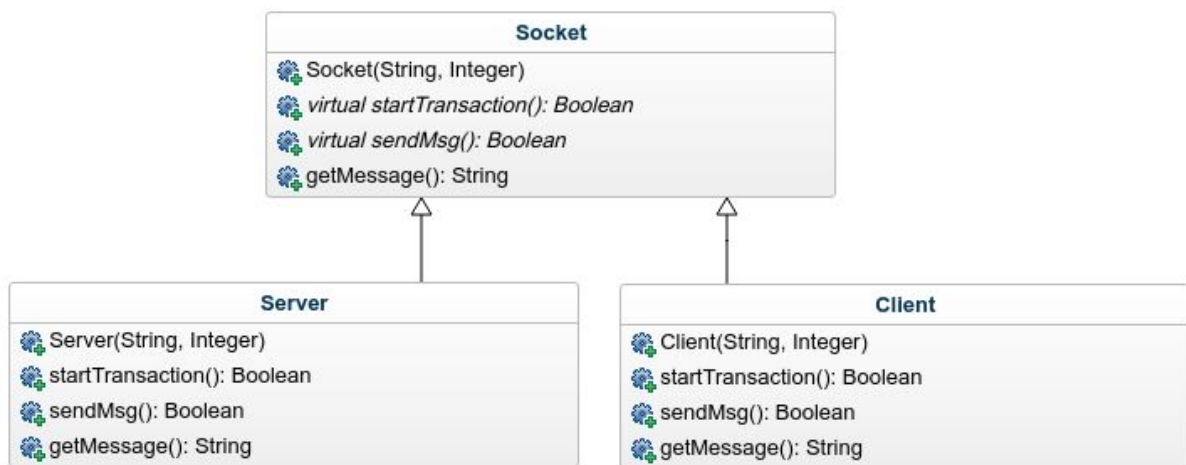 Socket
Socket(String, Integer)
virtual startTransaction(): Boolean
virtual sendMsg(): Boolean
getMessage(): String
Server
Server(String, Integer)
startTransaction(): Boolean
sendMsg(): Boolean
getMessage(): String
Client
Client(String, Integer)
startTransaction(): Boolean
sendMsg(): Boolean
getMessage(): String